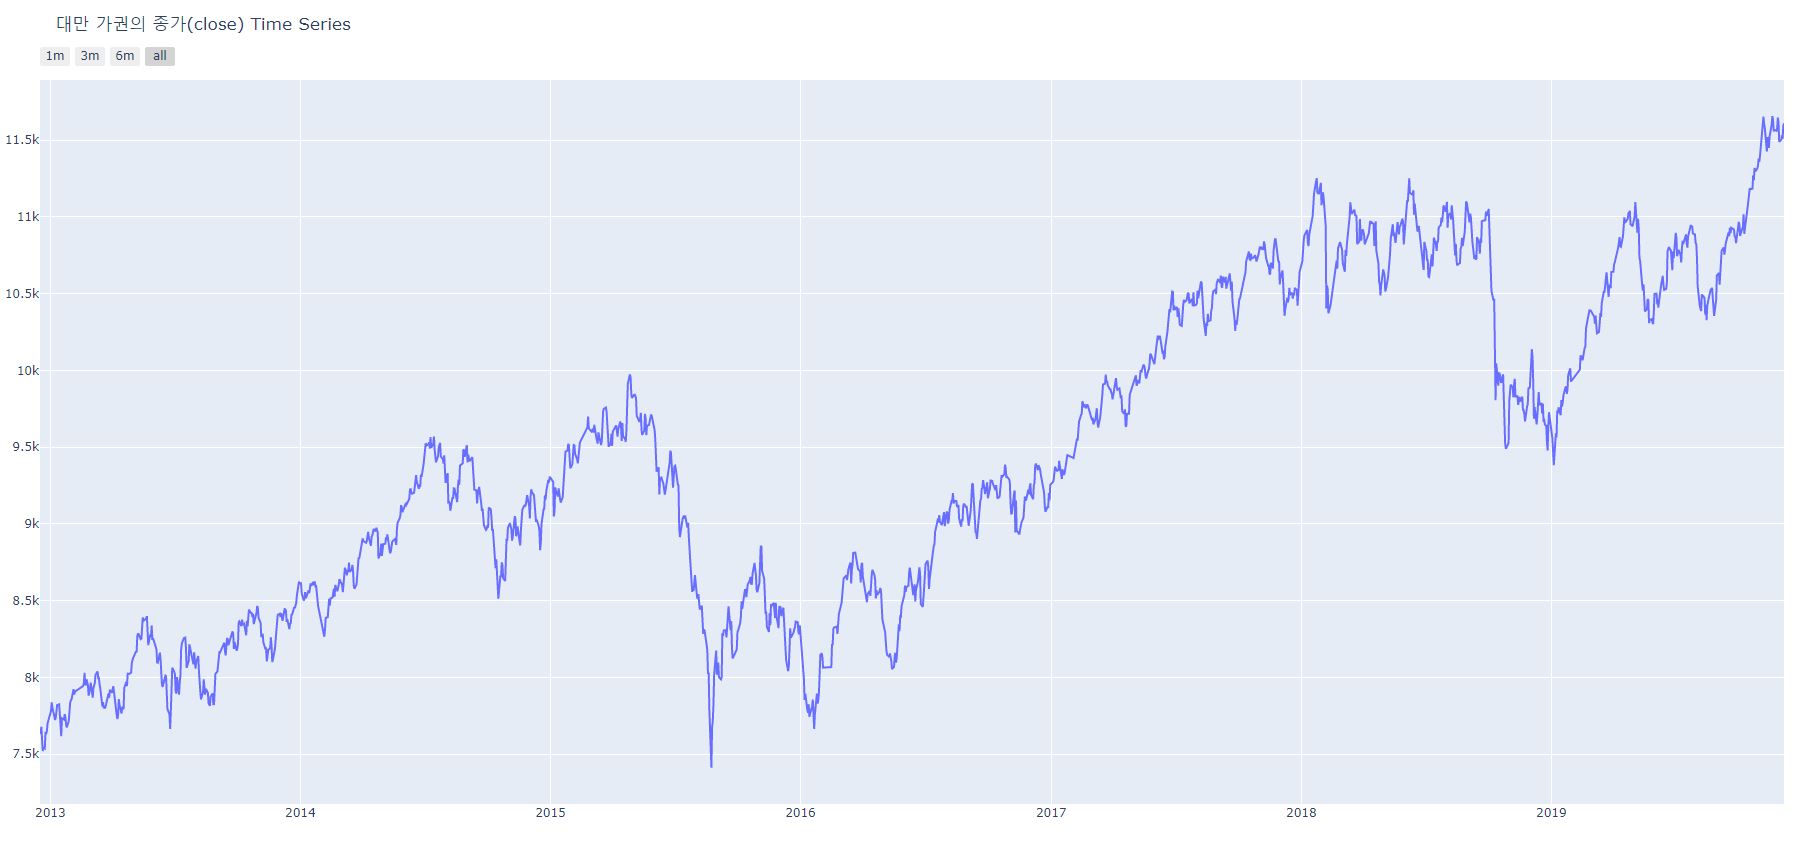 대만 가권의 종가(close) Time Series
1m 3m 6m all
11.5k
11k
10.5k
10k
9.5k
9k
8.5k
8k
7.5k
2013 2014 2015 2016 2017 2018 2019